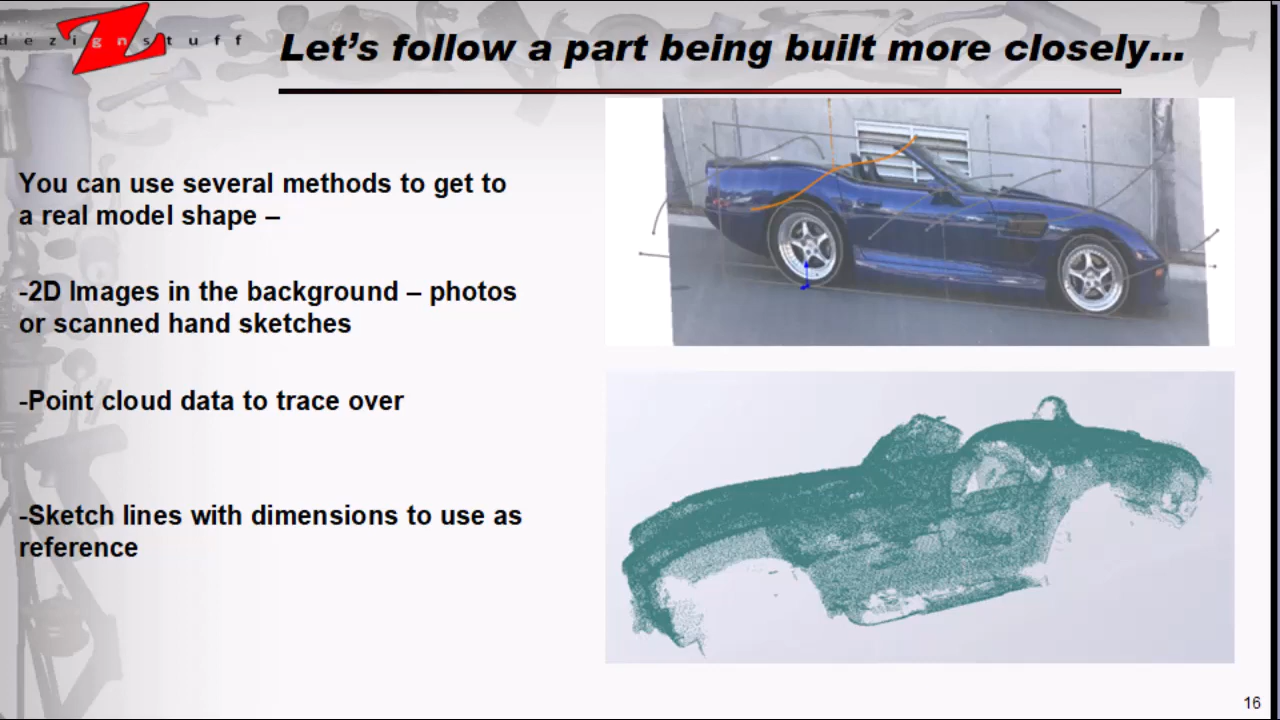 dezignstuff
Let's follow a part being built more closely...
You can use several methods to get to
a real model shape –
-2D Images in the background – photos
or scanned hand sketches
-Point cloud data to trace over
-Sketch lines with dimensions to use as
reference
16